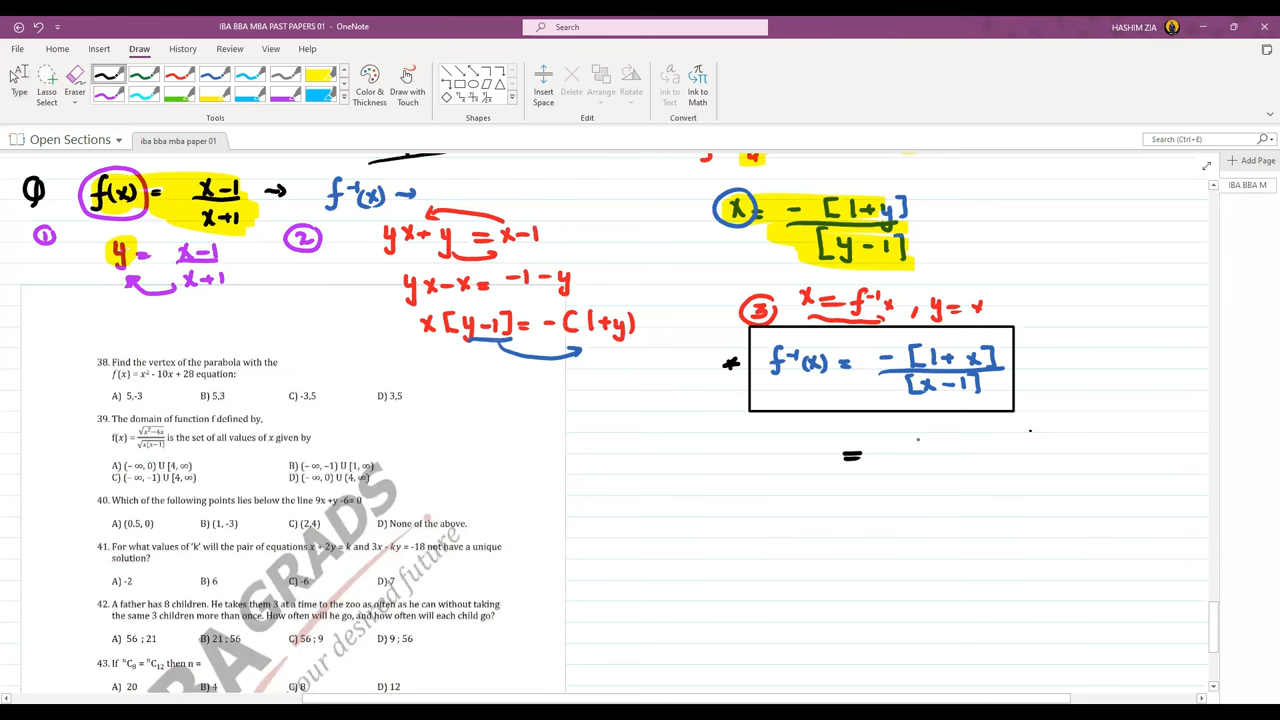 IBA BBA MBA PAST PAPERS 01 - OneNote
Search
HASHIM ZIA
File Home Insert Draw History Review View Help
Type
Lasso Select
Eraser
Color & Thickness
Draw with Touch
Insert Space
Delete
Arrange
Rotate
Ink to Text
Ink to Math
Tools
Shapes
Edit
Convert
Open Sections
iba bba mba paper 01
Search (Ctrl+E)
Add Page
IBA BBA M
f(x) = x-1 / x+1 → f⁻¹(x) →
① y = x-1 / x+1
② yx + y = x-1
yx - x = -1 - y
x [y-1] = -(1+y)
x = -[1+y] / [y-1]
③ x = f⁻¹x , y = x
* f⁻¹(x) = -[1+x] / [x-1]
=
38. Find the vertex of the parabola with the
f (x) = x² - 10x + 28 equation:
A) 5,-3 B) 5,3 C) -3,5 D) 3,5
39. The domain of function f defined by,
f(x) = √x²−4x / √x(x−1) is the set of all values of x given by
A) (- ∞, 0) U [4, ∞) B) (- ∞, -1) U [1, ∞)
C) (- ∞, -1) U [4, ∞) D) (- ∞, 0) U (4, ∞)
40. Which of the following points lies below the line 9x +y -6= 0
A) (0.5, 0) B) (1, -3) C) (2,4) D) None of the above.
41. For what values of 'k' will the pair of equations x + 2y = k and 3x - ky = -18 not have a unique
solution?
A) -2 B) 6 C) -6 D) 7
42. A father has 8 children. He takes them 3 at a time to the zoo as often as he can without taking
the same 3 children more than once. How often will he go, and how often will each child go?
A) 56 ; 21 B) 21 ; 56 C) 56 ; 9 D) 9 ; 56
43. If ⁿC₈ = ⁿC₁₂ then n =
A) 20 B) 4 C) 8 D) 12
BAGRADS
our desired future